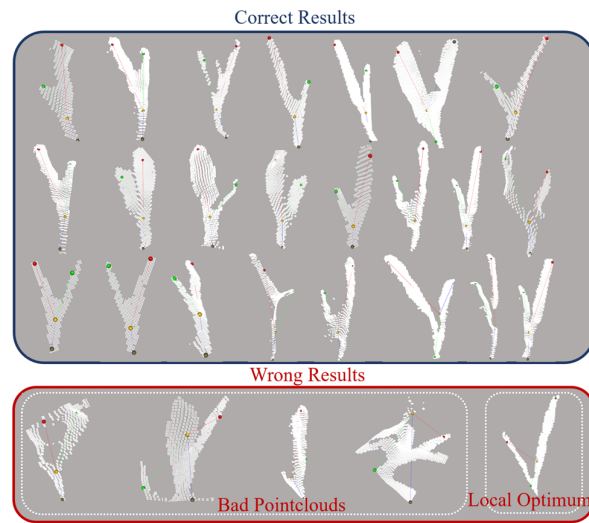 Correct Results
Wrong Results
Bad Pointclouds
Local Optimum